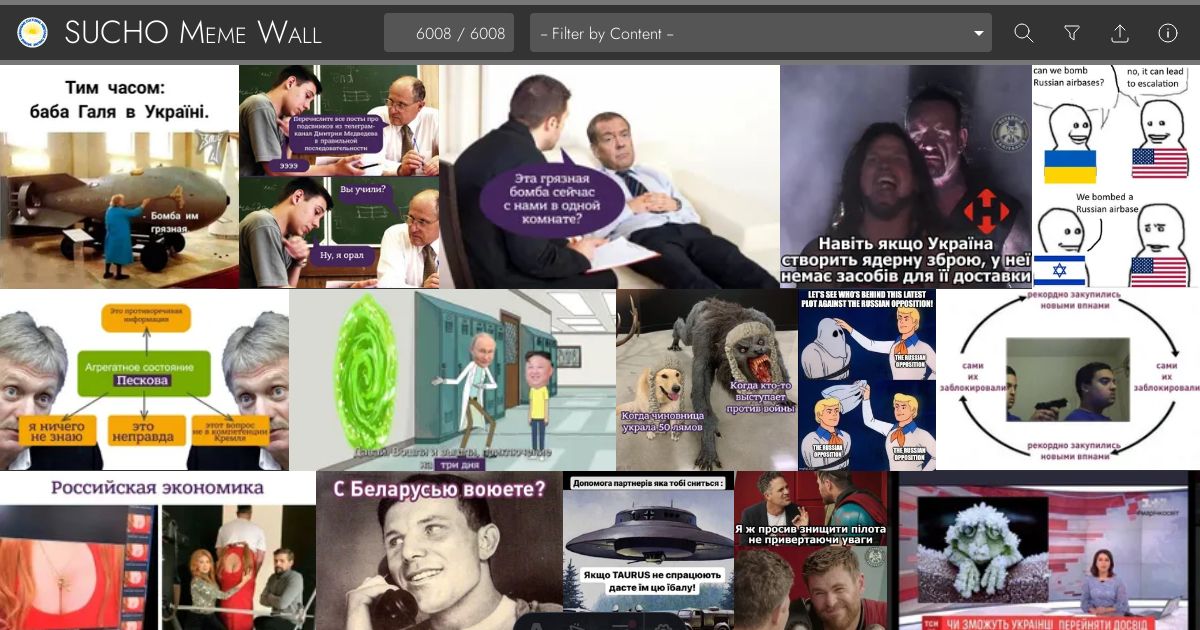 SUCHO Meme Wall
6008 / 6008
– Filter by Content –
Тим часом:
баба Галя в Україні.
Бомба им
грязная
Перечислите все посты про
подсвинков из телеграм-
канал Дмитрия Медведева
в правильной
последовательности
ээээ
Вы учили?
Ну, я орал
Эта грязная
бомба сейчас
с нами в одной
комнате?
Навіть якщо Україна
створить ядерну зброю, у неї
немає засобів для її доставки
can we bomb
Russian airbases?
no, it can lead
to escalation
We bombed a
Russian airbase
Это противоречивая
информация
Агрегатное состояние
Пескова
я ничего
не знаю
это
неправда
этот вопрос
не в компетенции
Кремля
Давай! Вошли и вышли, приключение
на три дня
Когда чиновница
украла 50 лямов
Когда кто-то
выступает
против войны
LET'S SEE WHO'S BEHIND THIS LATEST
PLOT AGAINST THE RUSSIAN OPPOSITION!
THE RUSSIAN
OPPOSITION
THE RUSSIAN
OPPOSITION
THE RUSSIAN
OPPOSITION
рекордно закупились
новыми впнами
сами
их
заблокировали
сами
их
заблокировали
рекордно закупились
новыми впнами
Российская экономика
С Беларусью воюете?
Допомога партнерів яка тобі сниться :
Якщо TAURUS не спрацюють
дасте їм цю їбалу!
Я ж просив знищити пілота
не привертаючи уваги
#марічкосвіт
ТСН
ЧИ ЗМОЖУТЬ УКРАЇНЦІ ПЕРЕЙНЯТИ ДОСВІД